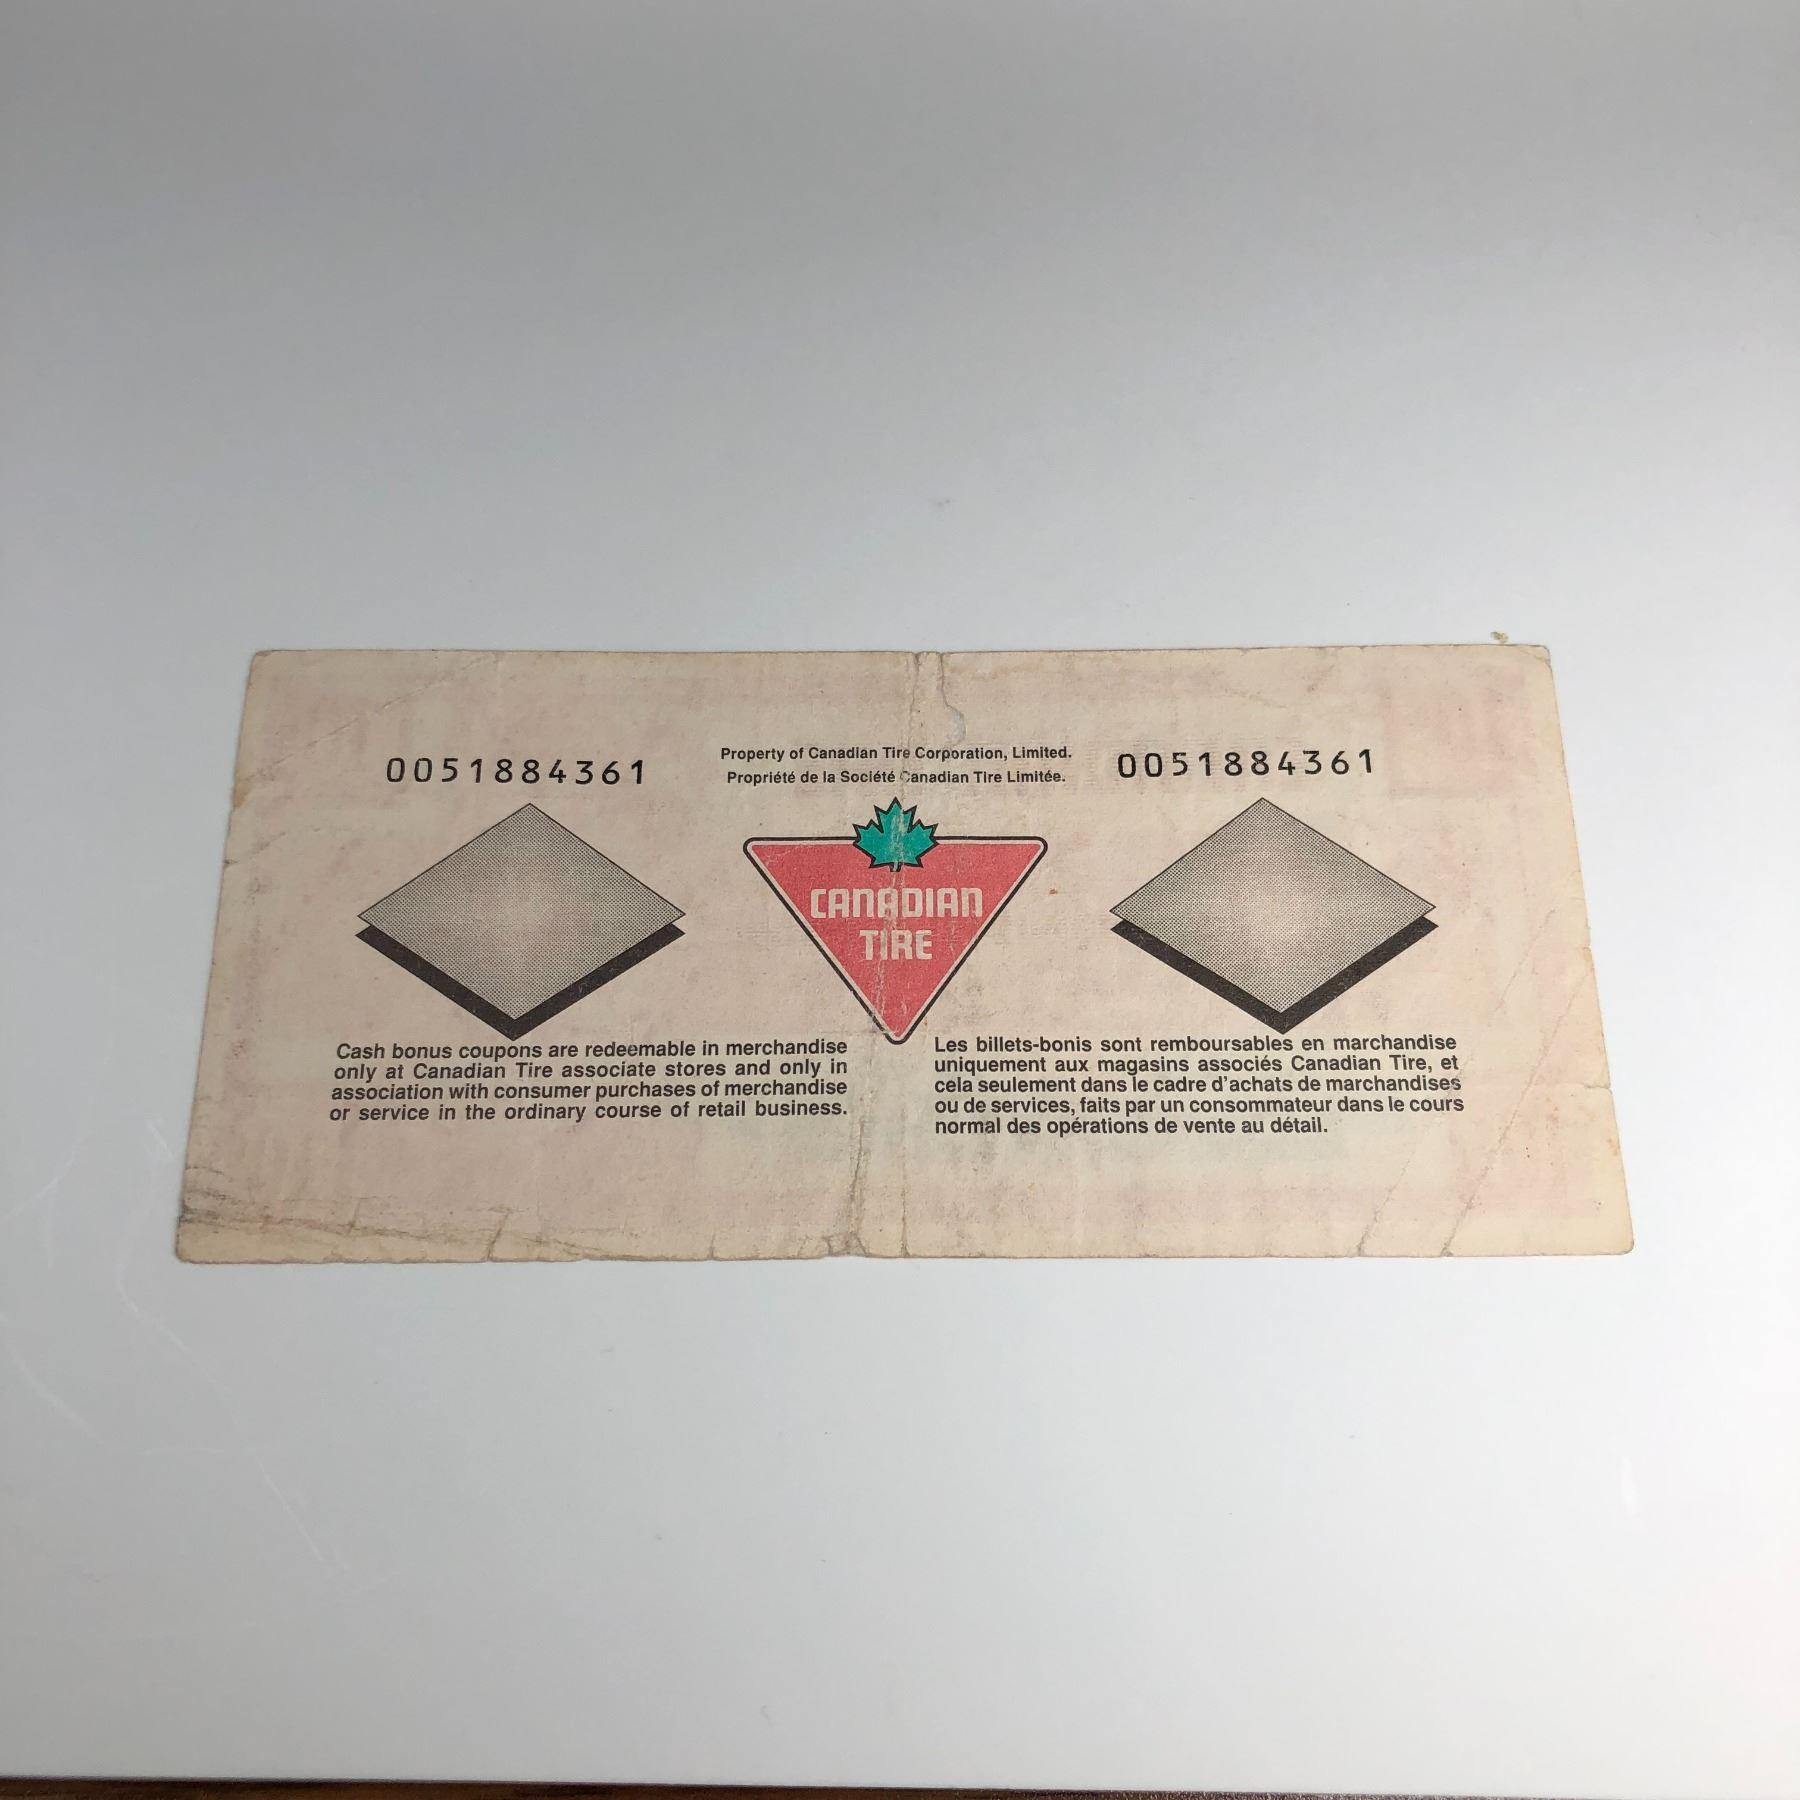 0051884361
Property of Canadian Tire Corporation, Limited.
Propriété de la Société Canadian Tire Limitée.
0051884361
CANADIAN
TIRE
Cash bonus coupons are redeemable in merchandise
only at Canadian Tire associate stores and only in
association with consumer purchases of merchandise
or service in the ordinary course of retail business.
Les billets-bonis sont remboursables en marchandise
uniquement aux magasins associés Canadian Tire, et
cela seulement dans le cadre d'achats de marchandises
ou de services, faits par un consommateur dans le cours
normal des opérations de vente au détail.